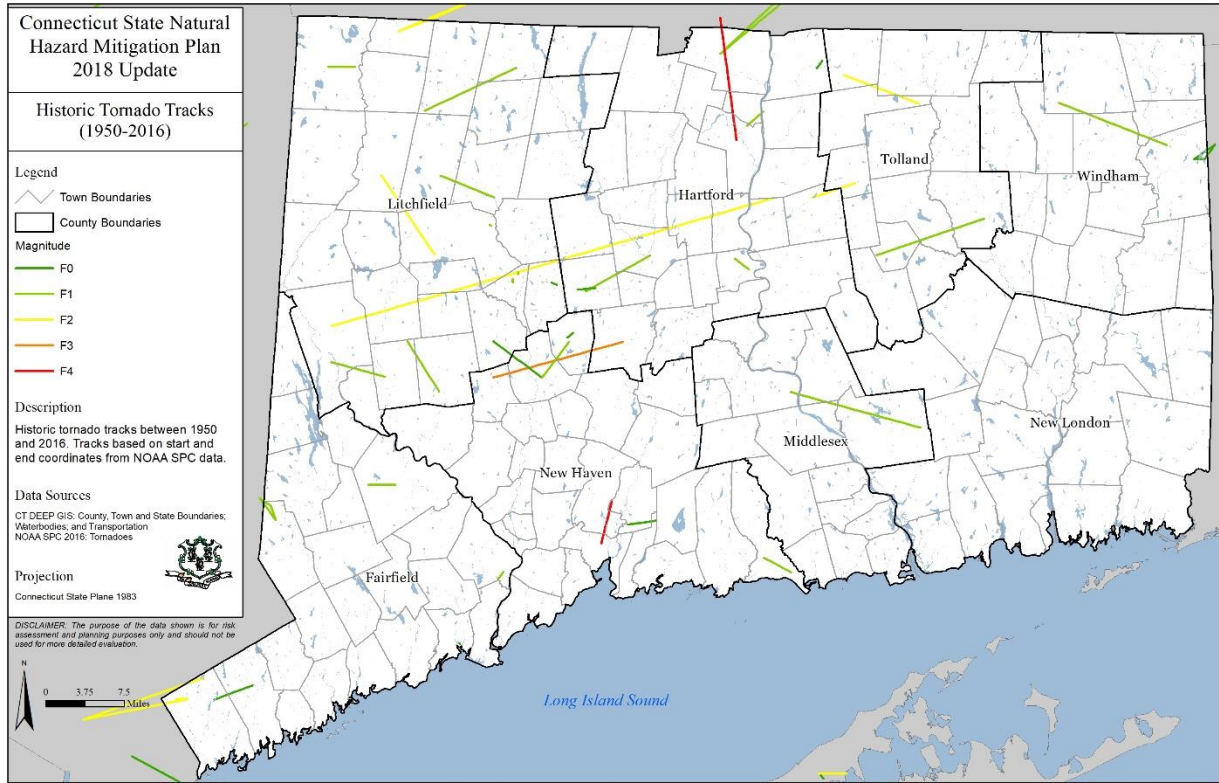 Connecticut State Natural
Hazard Mitigation Plan
2018 Update
Historic Tornado Tracks
(1950-2016)
Legend
Town Boundaries
County Boundaries
Magnitude
F0
F1
F2
F3
F4
Description
Historic tornado tracks between 1950
and 2016. Tracks based on start and
end coordinates from NOAA SPC data.
Data Sources
CT DEEP GIS: County, Town and State Boundaries;
Waterbodies; and Transportation
NOAA SPC 2016: Tornadoes
Projection
Connecticut State Plane 1983
DISCLAIMER: The purpose of the data shown is for risk
assessment and planning purposes only and should not be
used for more detailed evaluation.
N
0 3.75 7.5
Miles
Litchfield
Hartford
Tolland
Windham
New Haven
Middlesex
New London
Fairfield
Long Island Sound